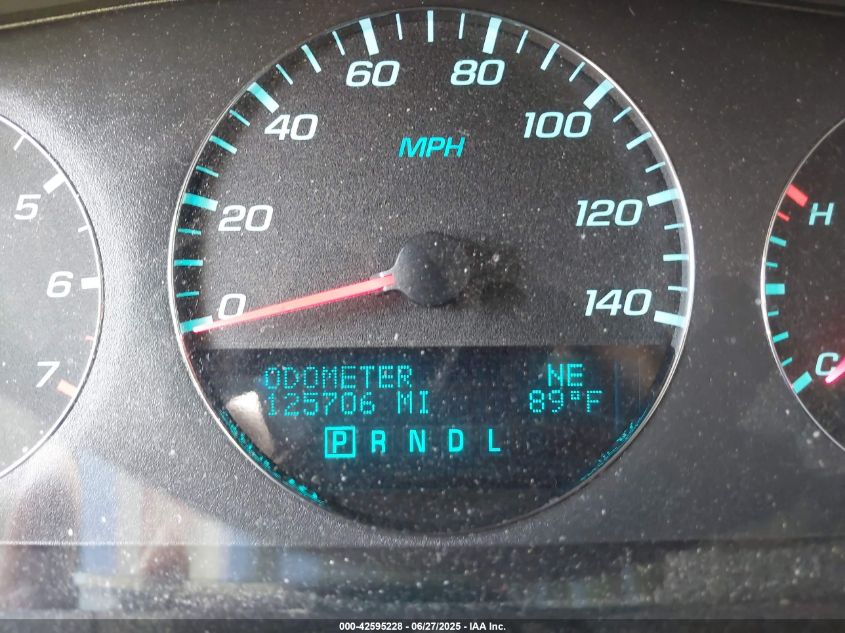 60 80
40 100
MPH
5 20 120 H
6
0 140
7 C
ODOMETER NE
125706 MI 89°F
P R N D L
000-42595228 - 06/27/2025 - IAA Inc.